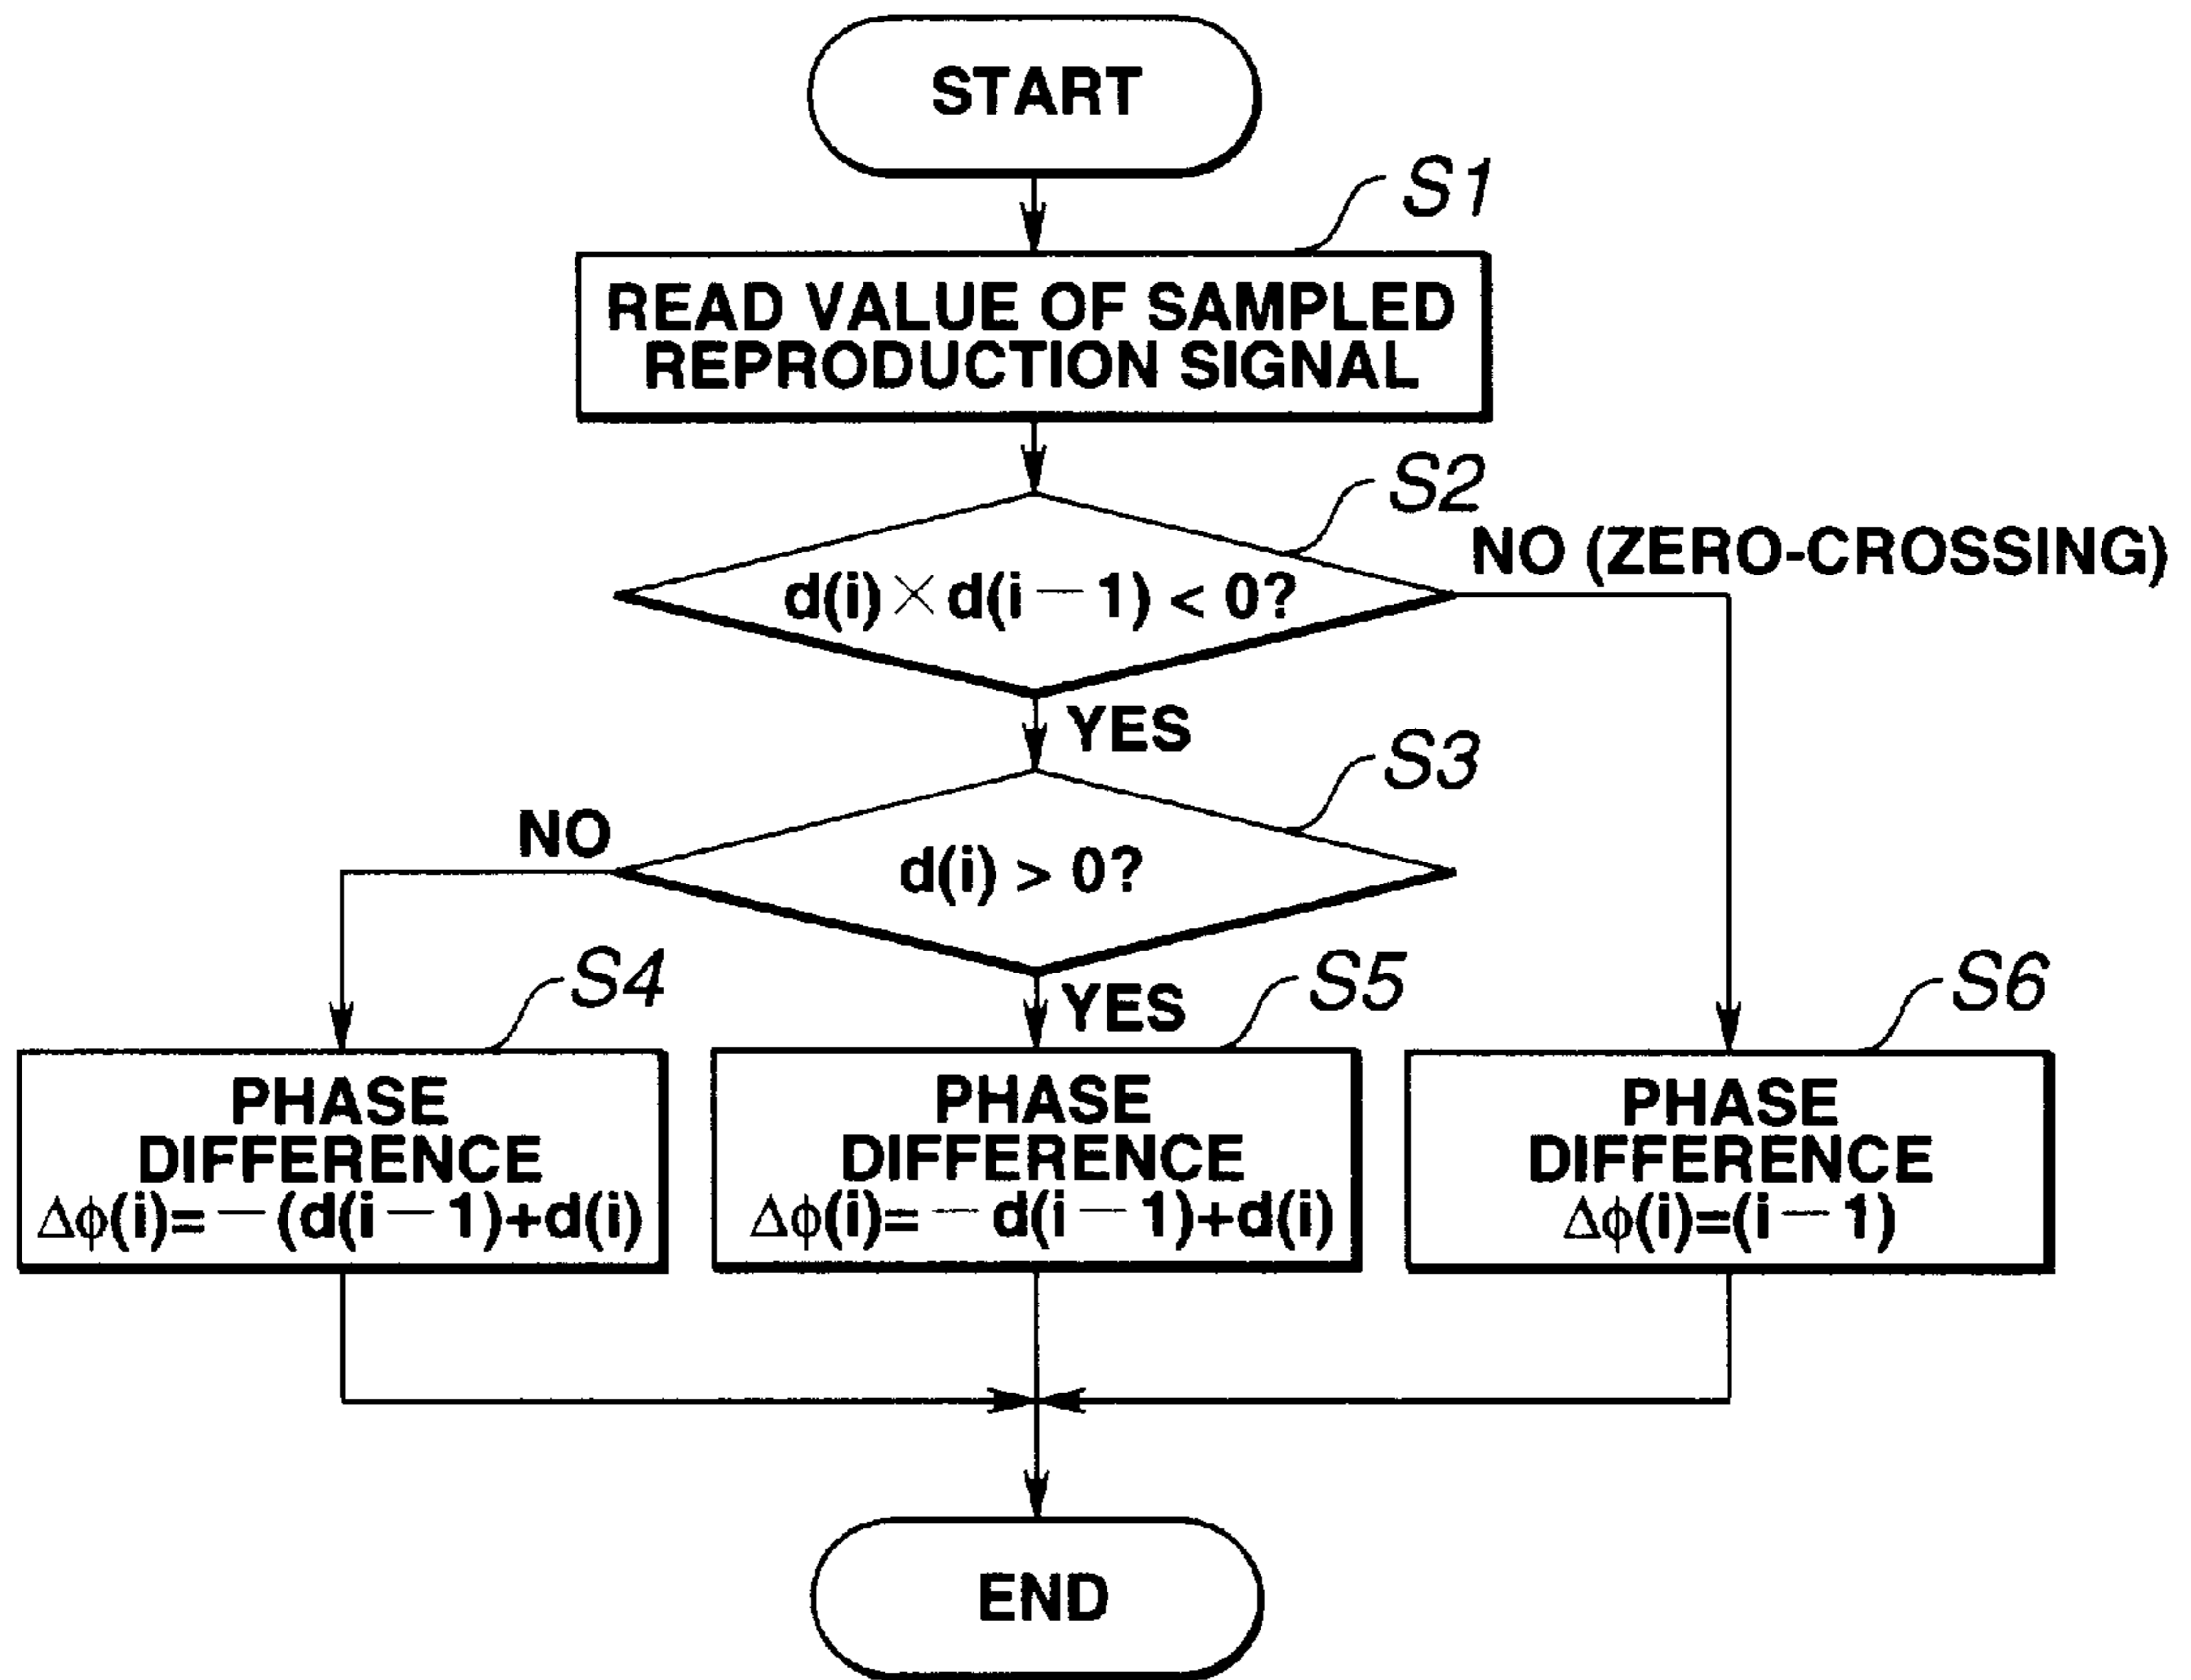 START
S1
READ VALUE OF SAMPLED
REPRODUCTION SIGNAL
S2
NO (ZERO-CROSSING)
d(i)×d(i−1) < 0?
YES
S3
NO
d(i) > 0?
S4
YES
S5
S6
PHASE
DIFFERENCE
Δϕ(i)=−(d(i−1)+d(i)
PHASE
DIFFERENCE
Δϕ(i)=− d(i−1)+d(i)
PHASE
DIFFERENCE
Δϕ(i)=(i−1)
END